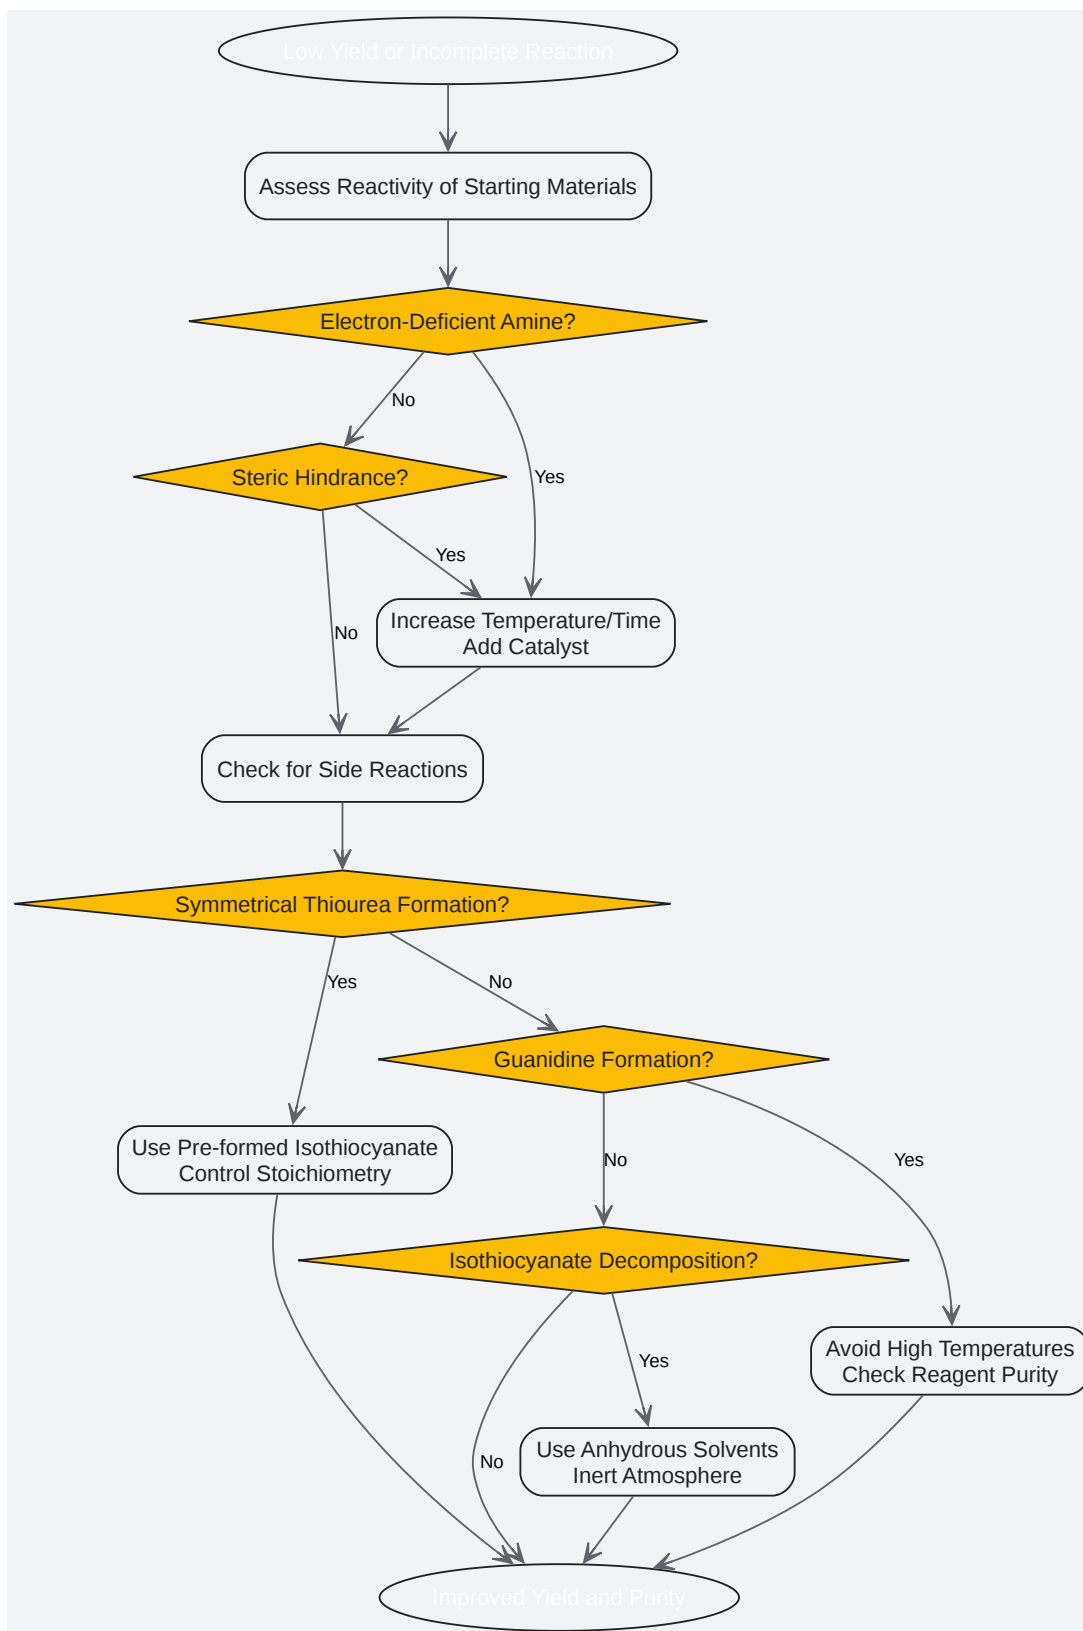 Low Yield or Incomplete Reaction
Assess Reactivity of Starting Materials
Electron-Deficient Amine?
No
Steric Hindrance?
Yes
Yes
Increase Temperature/Time
Add Catalyst
No
Check for Side Reactions
Symmetrical Thiourea Formation?
Yes
No
Guanidine Formation?
Use Pre-formed Isothiocyanate
Control Stoichiometry
No
Yes
Isothiocyanate Decomposition?
Avoid High Temperatures
Check Reagent Purity
Yes
No
Use Anhydrous Solvents
Inert Atmosphere
Improved Yield and Purity